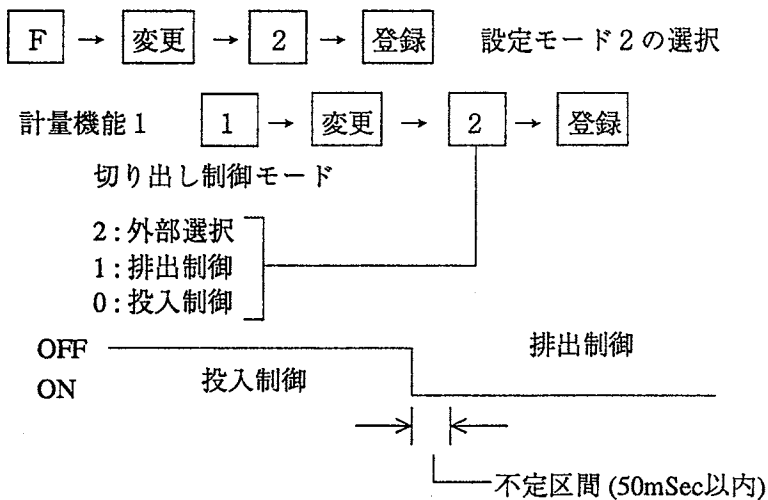 F → 変更 → 2 → 登録 設定モード2の選択
計量機能1 1 → 変更 → 2 → 登録
切り出し制御モード
2:外部選択
1:排出制御
0:投入制御
OFF
排出制御
ON
投入制御
不定区間 (50mSec以内)